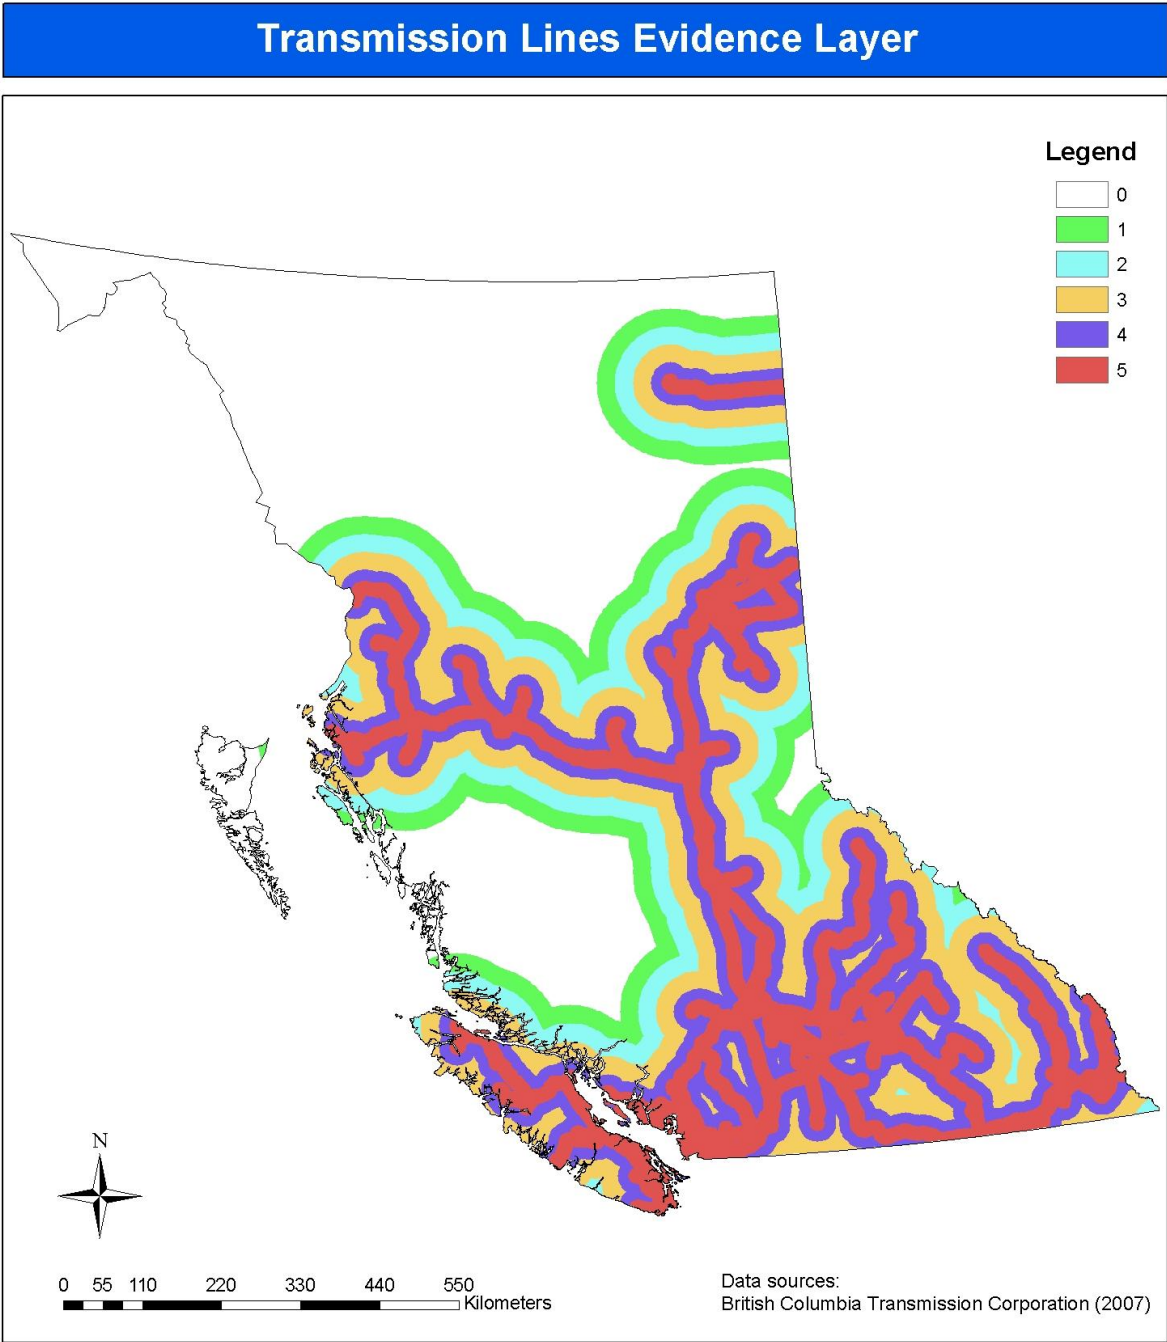 Transmission Lines Evidence Layer
Legend
0
1
2
3
4
5
N
0 55 110 220 330 440 550
Kilometers
Data sources:
British Columbia Transmission Corporation (2007)